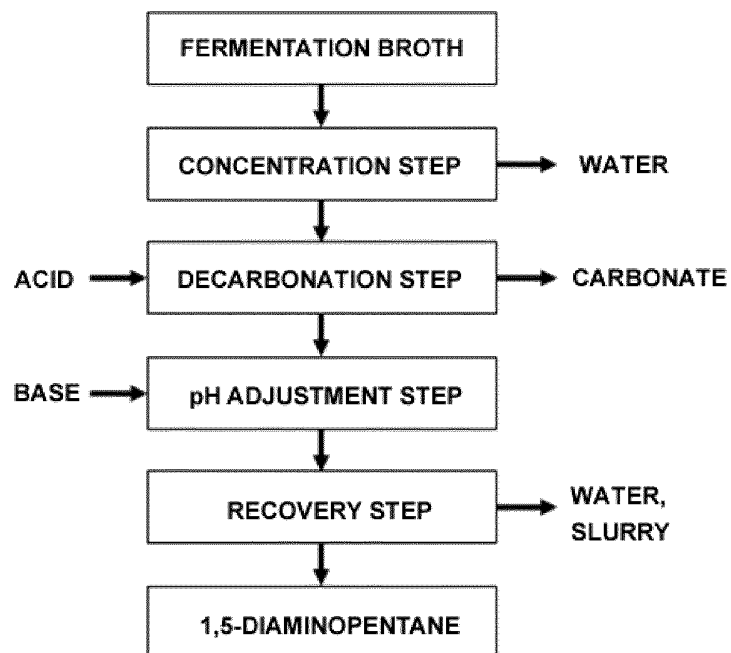 FERMENTATION BROTH
CONCENTRATION STEP
WATER
ACID
DECARBONATION STEP
CARBONATE
BASE
pH ADJUSTMENT STEP
RECOVERY STEP
WATER,
SLURRY
1,5-DIAMINOPENTANE